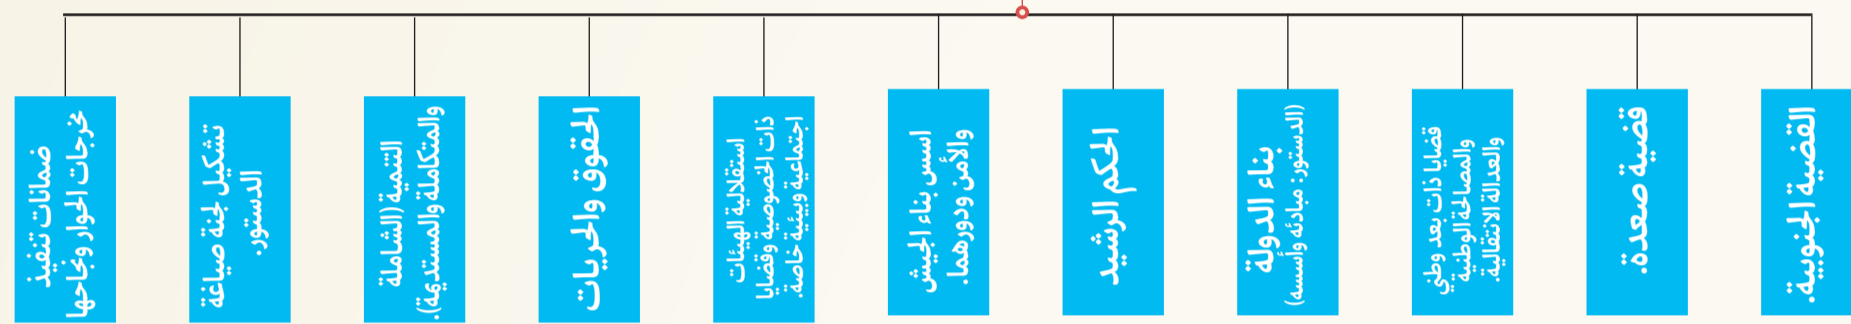 القضية الجنوبية.
قضية صعدة.
قضايا ذات بعد وطني
والمصالحة الوطنية
والعدالة الانتقالية.
بناء الدولة
(الدستور: مبادئه وأسسه)
الحكم الرشيد
اسس بناء الجيش
والأمن ودورهما.
استقلالية الهيئات
ذات الخصوصية وقضايا
اجتماعية وبيئية خاصة.
الحقوق والحريات
التنمية (الشاملة
والمتكاملة والمستديمة).
تشكيل لجنة صياغة
الدستور.
ضمانات تنفيذ
مخرجات الحوار ونجاحها